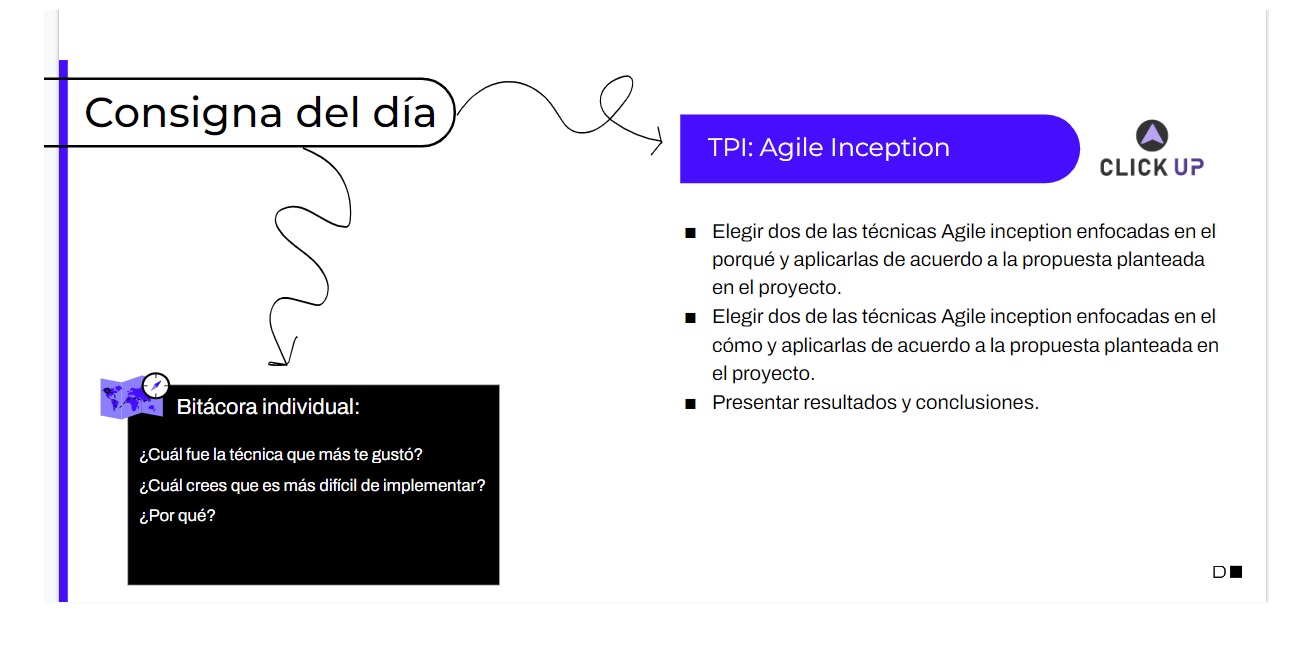 Consigna del día
TPI: Agile Inception
CLICK UP
■ Elegir dos de las técnicas Agile inception enfocadas en el
porqué y aplicarlas de acuerdo a la propuesta planteada
en el proyecto.
■ Elegir dos de las técnicas Agile inception enfocadas en el
cómo y aplicarlas de acuerdo a la propuesta planteada en
el proyecto.
■ Presentar resultados y conclusiones.
Bitácora individual:
¿Cuál fue la técnica que más te gustó?
¿Cuál crees que es más difícil de implementar?
¿Por qué?
D■